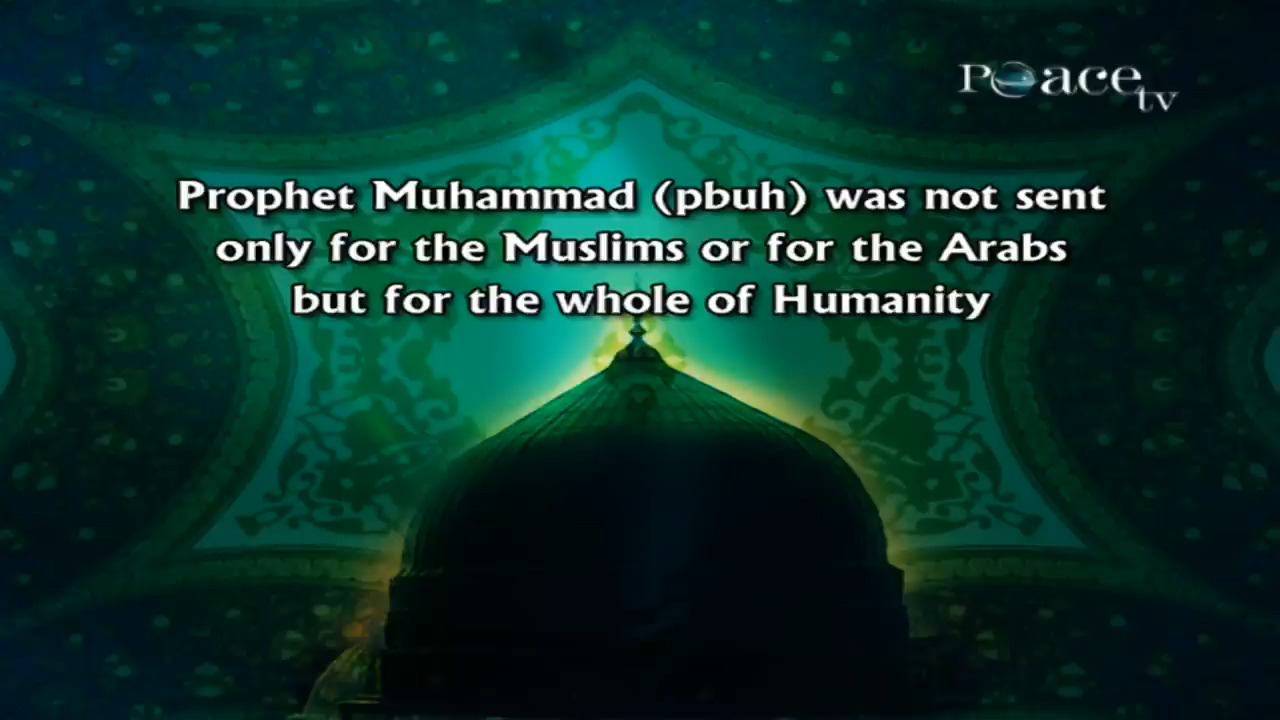 Peace tv
Prophet Muhammad (pbuh) was not sent
only for the Muslims or for the Arabs
but for the whole of Humanity